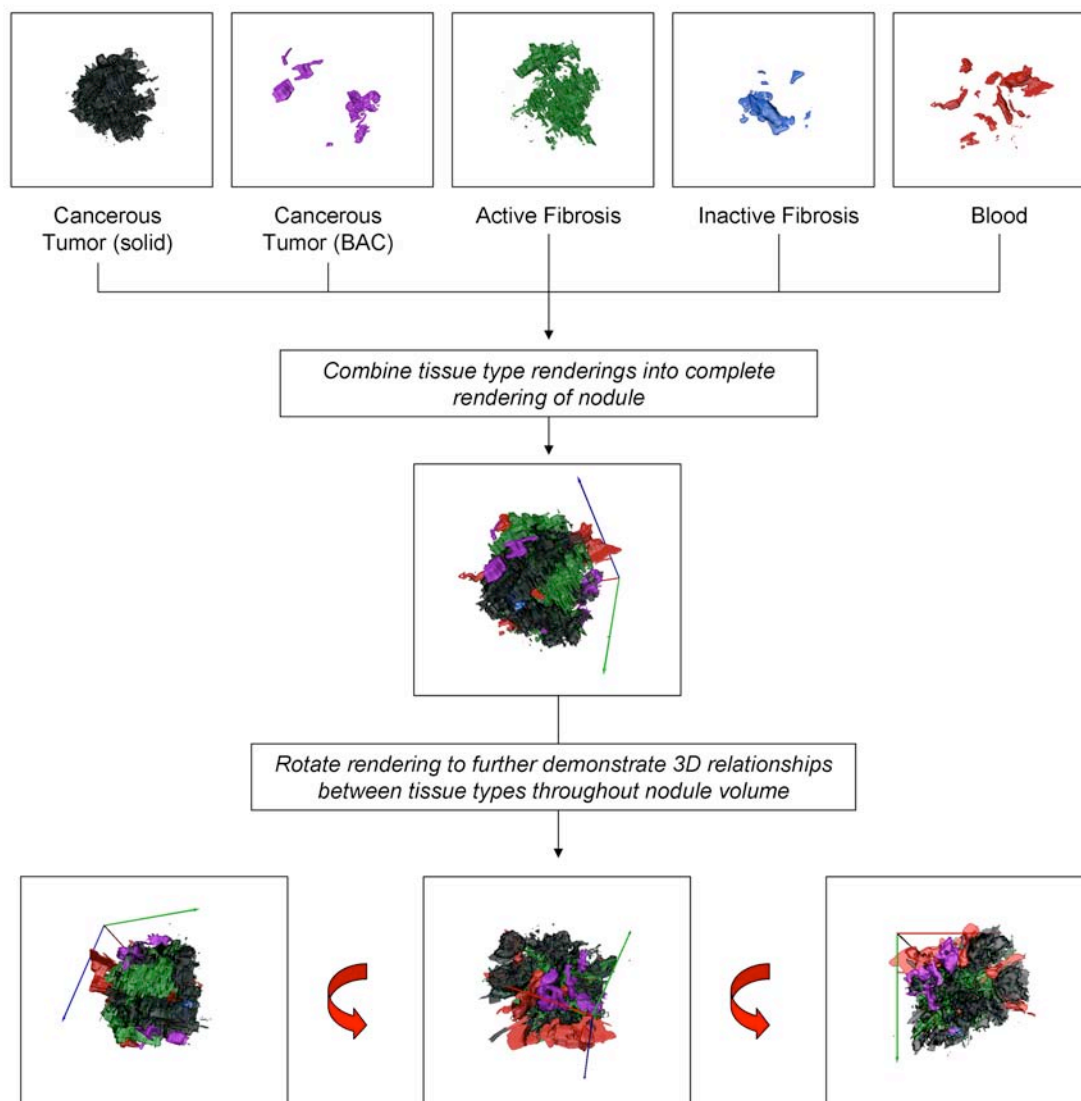 Cancerous
Tumor (solid)
Cancerous
Tumor (BAC)
Active Fibrosis
Inactive Fibrosis
Blood
Combine tissue type renderings into complete
rendering of nodule
Rotate rendering to further demonstrate 3D relationships
between tissue types throughout nodule volume